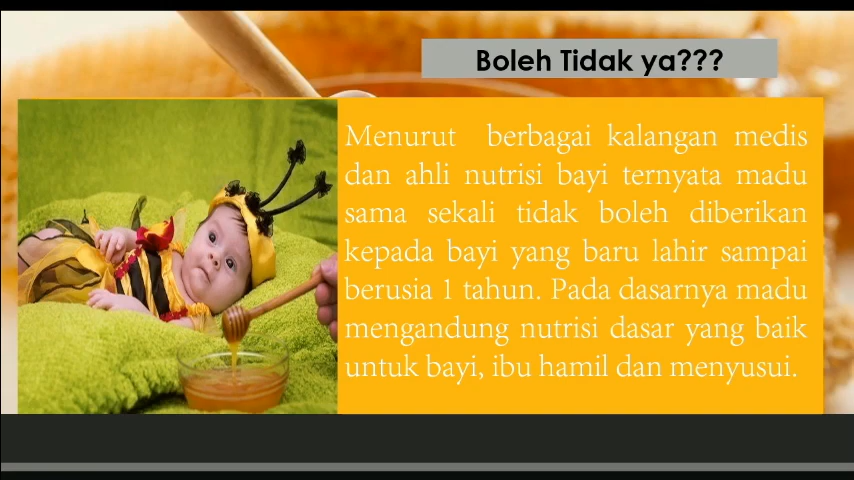 Boleh Tidak ya???
Menurut berbagai kalangan medis
dan ahli nutrisi bayi ternyata madu
sama sekali tidak boleh diberikan
kepada bayi yang baru lahir sampai
berusia 1 tahun. Pada dasarnya madu
mengandung nutrisi dasar yang baik
untuk bayi, ibu hamil dan menyusui.